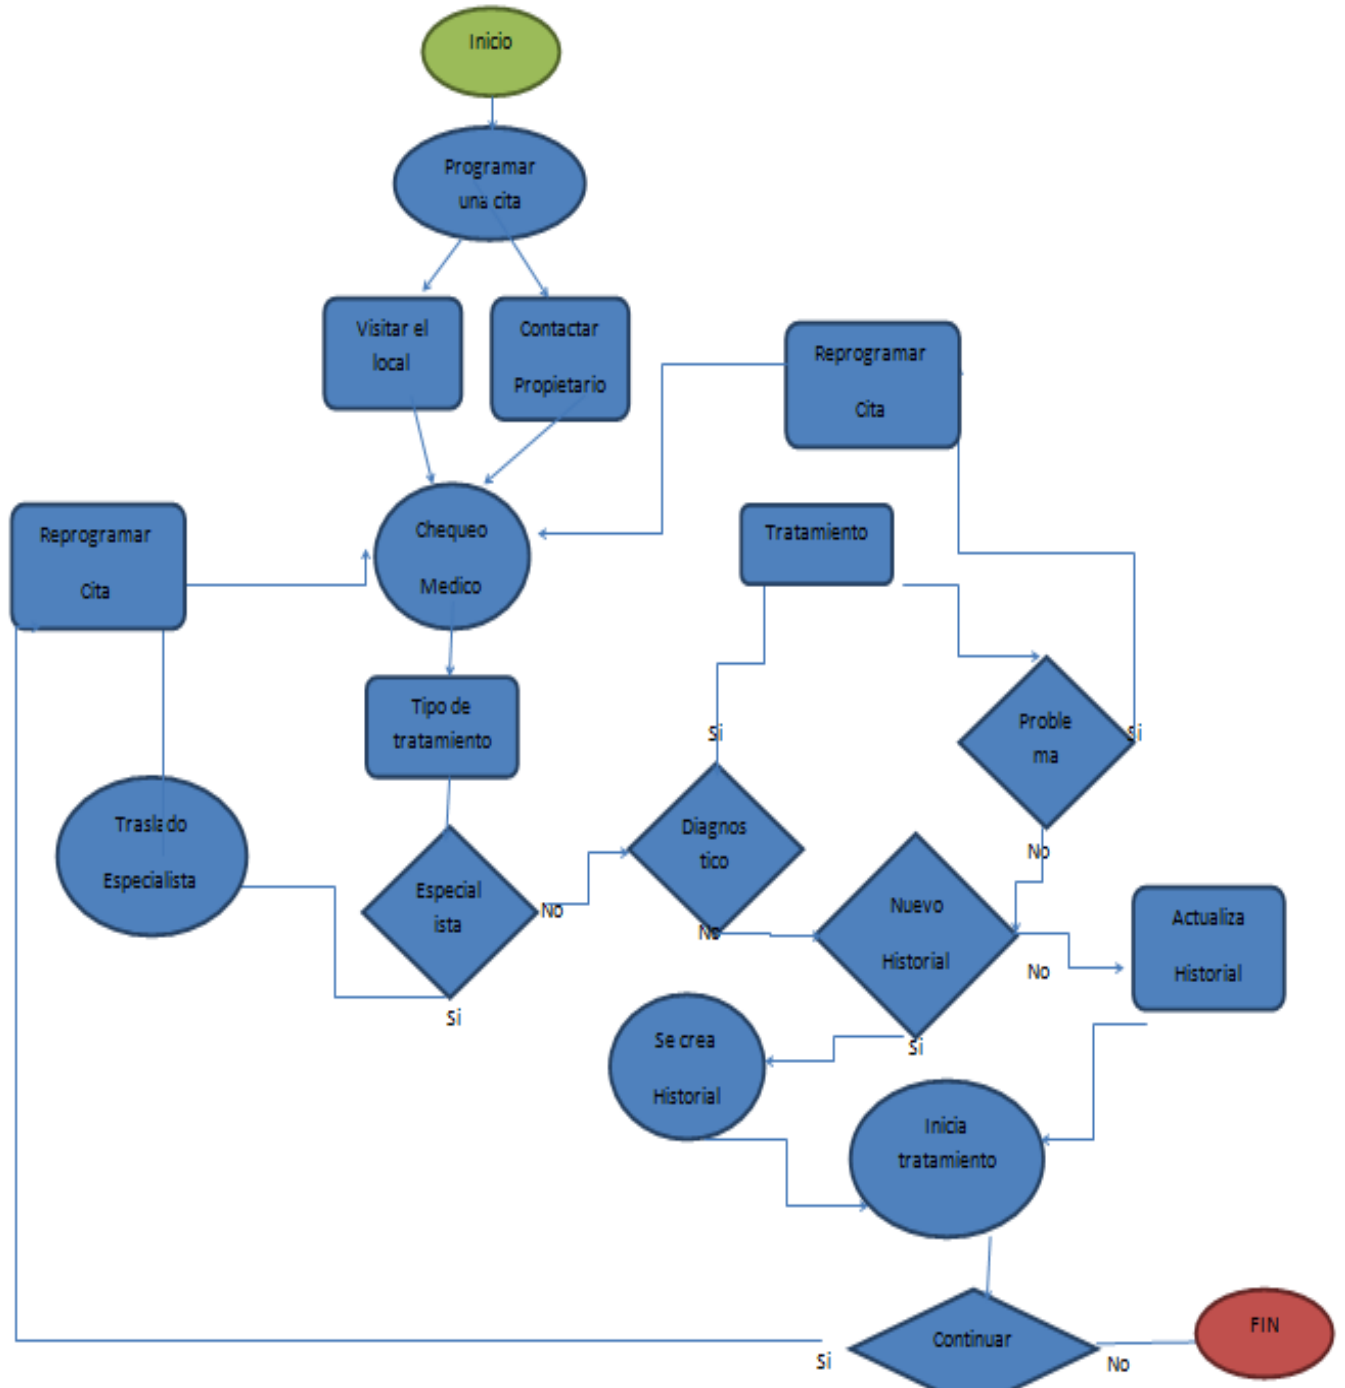 Inicio
Programar
una cita
Visitar el
local
Contactar
Propietario
Reprogramar
Cita
Reprogramar
Cita
Chequeo
Medico
Tratamiento
Tipo de
tratamiento
Proble
ma
Si
Si
Traslado
Especialista
Especial
ista
No
Si
Diagnos
tico
No
No
Nuevo
Historial
No
Si
Actualiza
Historial
Se crea
Historial
Inicia
tratamiento
Continuar
Si
No
FIN